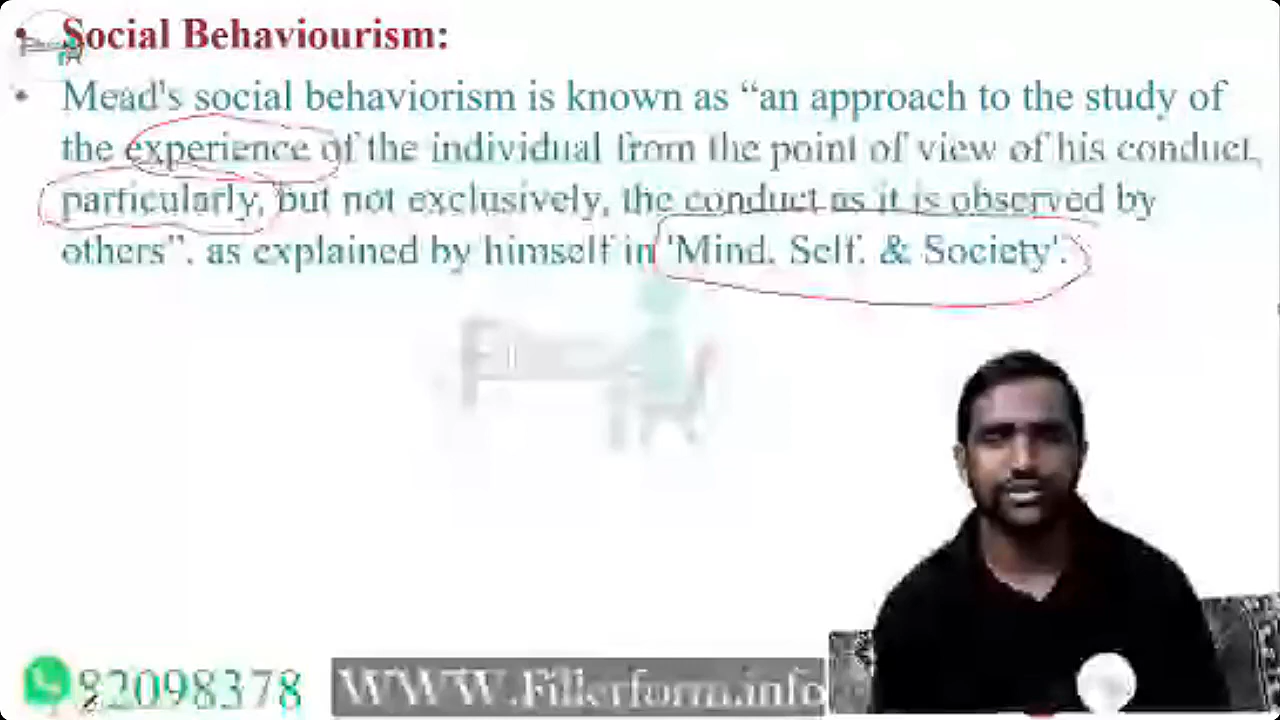 • Social Behaviourism:
• Mead's social behaviorism is known as “an approach to the study of
the experience of the individual from the point of view of his conduct,
particularly, but not exclusively, the conduct as it is observed by
others”. as explained by himself in 'Mind. Self. & Society'.
82098378
WWW.Fillerform.info